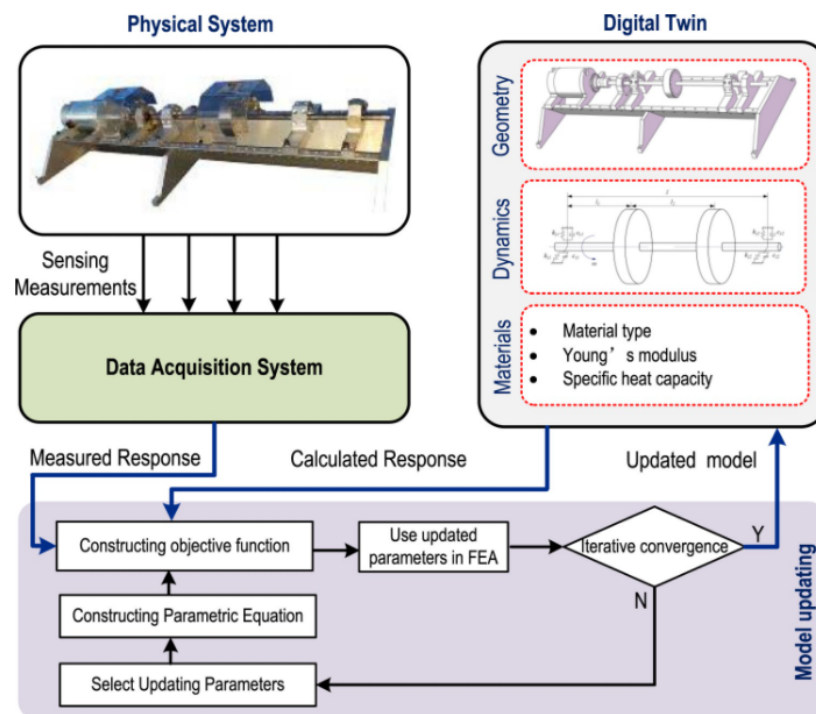 Physical System
Digital Twin
Geometry
Dynamics
Materials
Material type
Young's modulus
Specific heat capacity
Sensing
Measurements
Data Acquisition System
Measured Response
Calculated Response
Updated model
Constructing objective function
Use updated
parameters in FEA
Iterative convergence
Y
N
Constructing Parametric Equation
Select Updating Parameters
Model updating